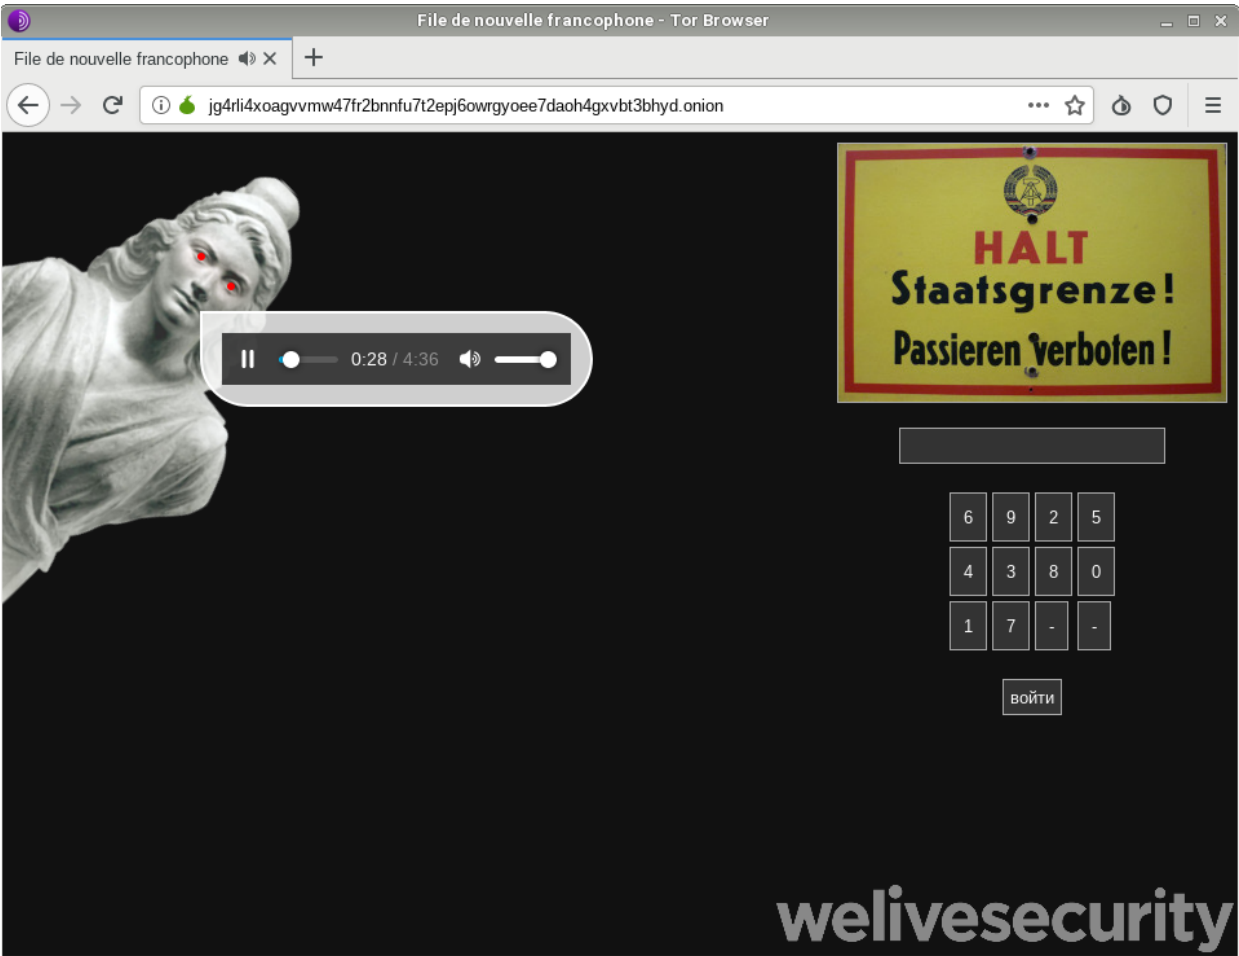 File de nouvelle francophone - Tor Browser
File de nouvelle francophone
jg4rli4xoagvvmw47fr2bnnfu7t2epj6owrgyoee7daoh4gxvbt3bhyd.onion
HALT
Staatsgrenze!
Passieren verboten!
0:28 / 4:36
6 9 2 5
4 3 8 0
1 7 - -
войти
welivesecurity